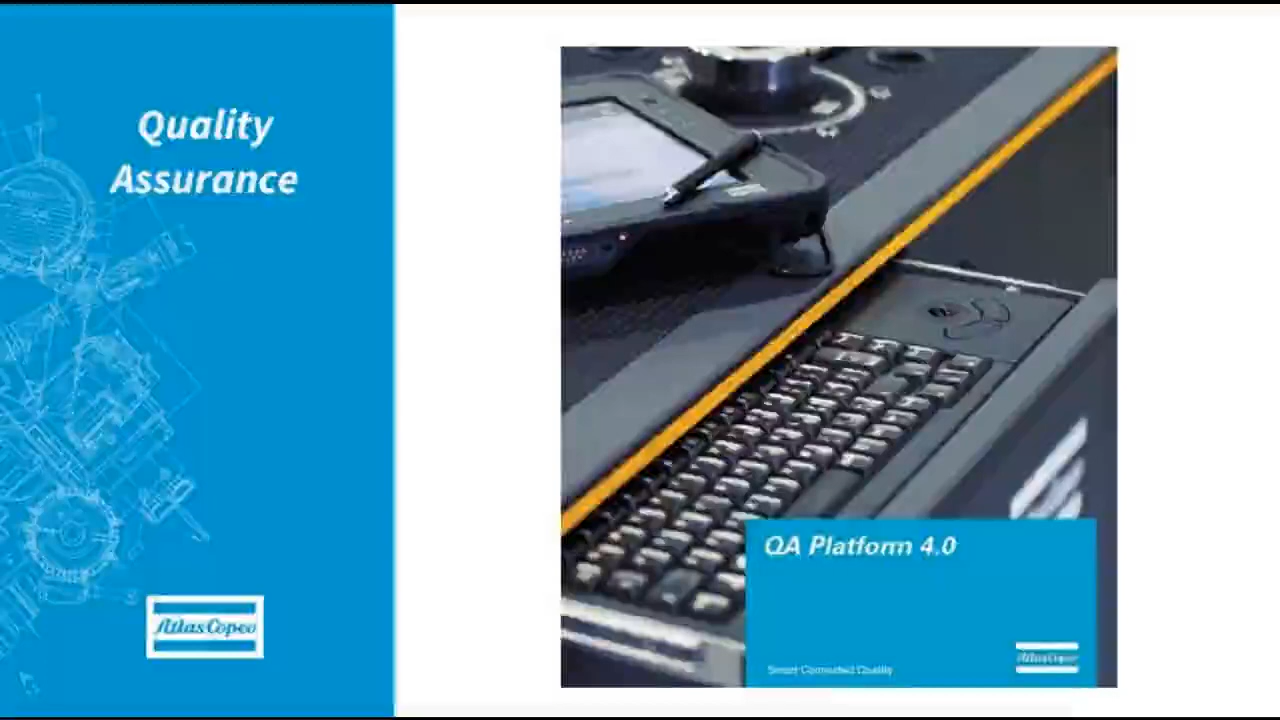 Quality
Assurance
Atlas Copco
QA Platform 4.0
Smart Connected Quality
Atlas Copco